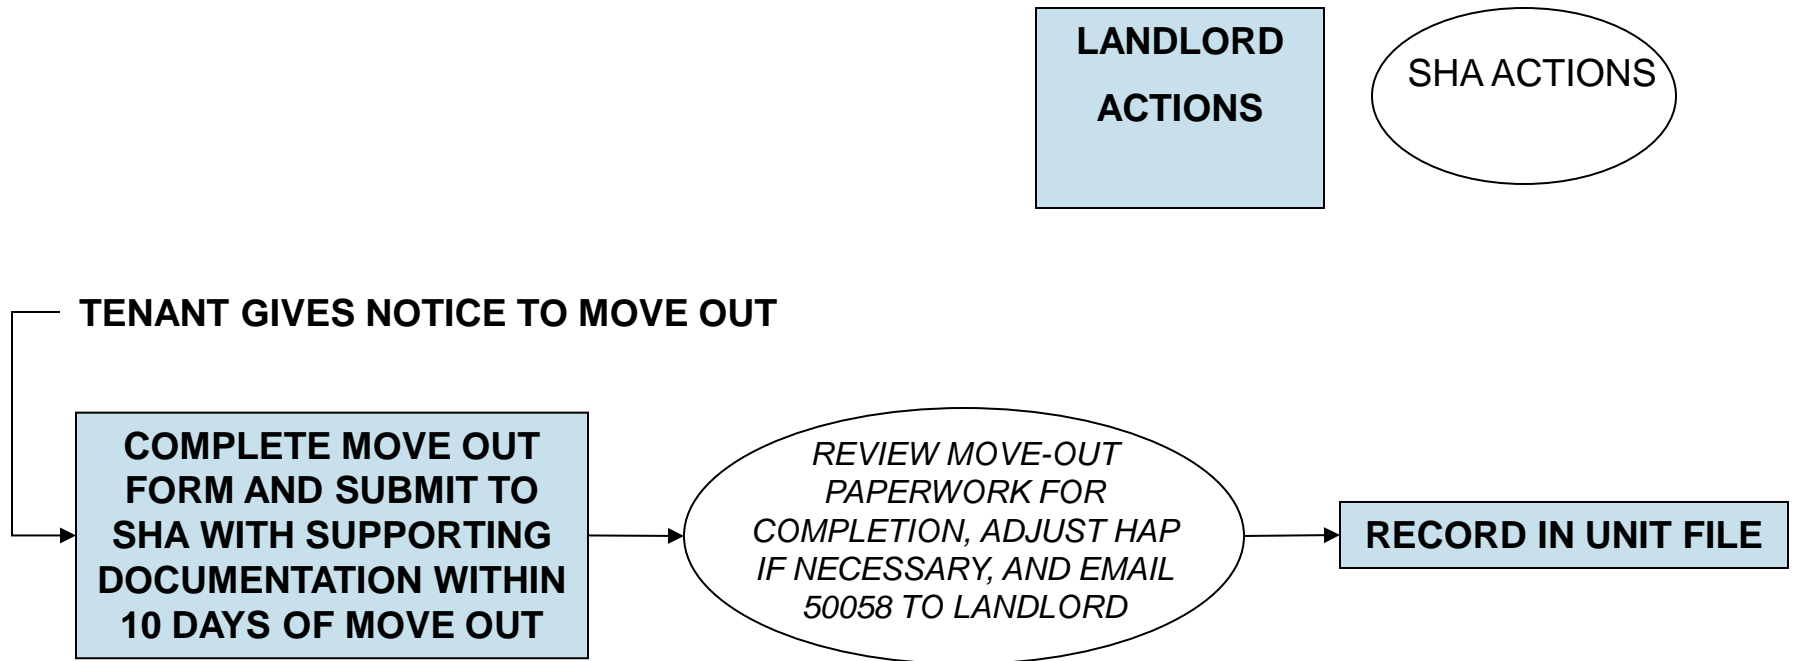 LANDLORD
ACTIONS
SHA ACTIONS
TENANT GIVES NOTICE TO MOVE OUT
COMPLETE MOVE OUT
FORM AND SUBMIT TO
SHA WITH SUPPORTING
DOCUMENTATION WITHIN
10 DAYS OF MOVE OUT
REVIEW MOVE-OUT
PAPERWORK FOR
COMPLETION, ADJUST HAP
IF NECESSARY, AND EMAIL
50058 TO LANDLORD
RECORD IN UNIT FILE